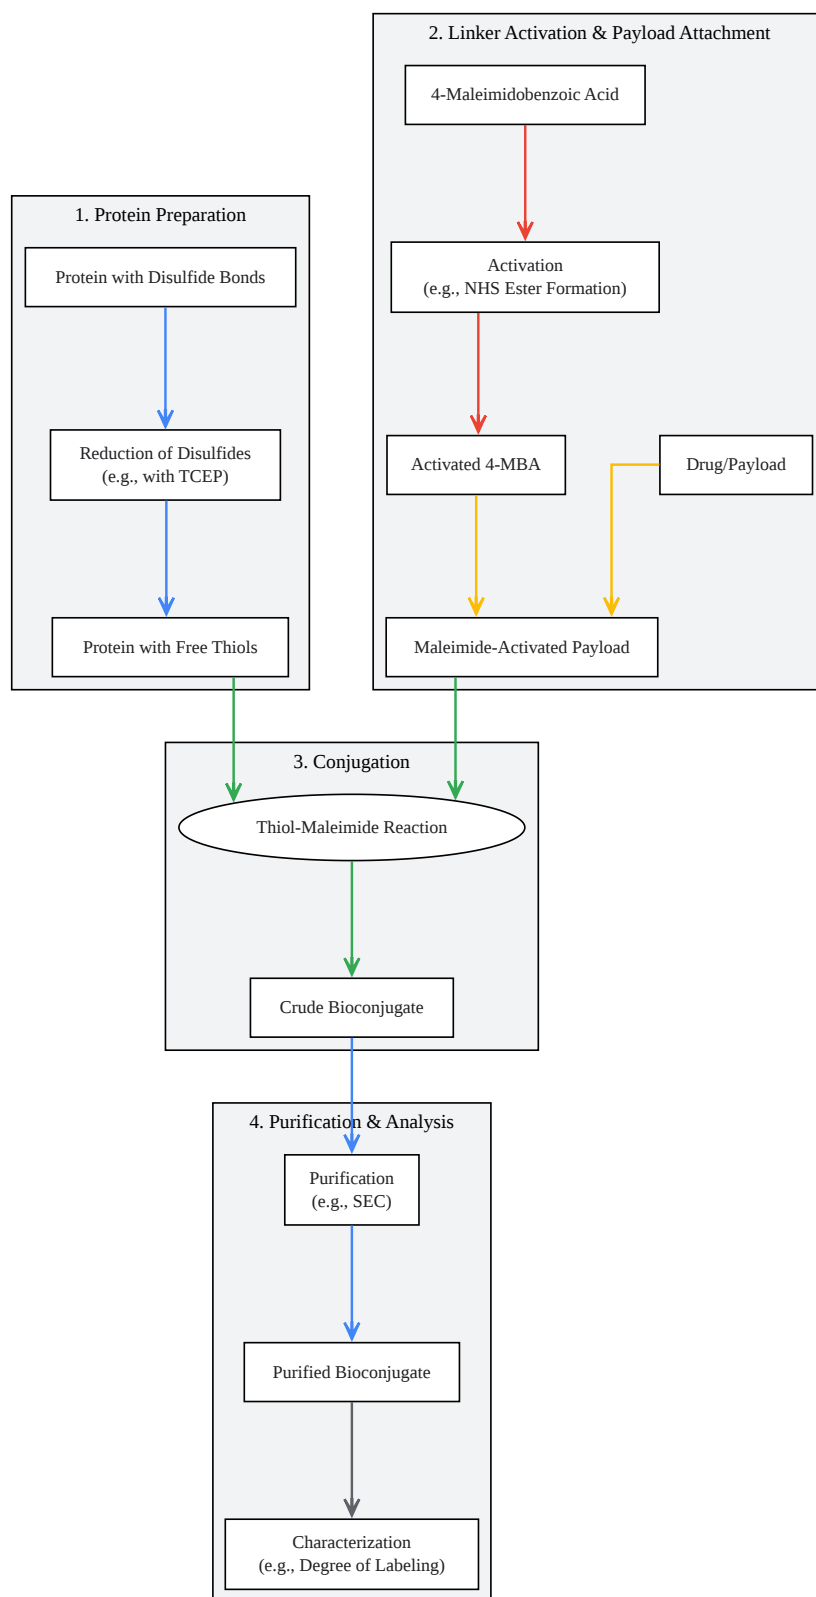 2. Linker Activation & Payload Attachment
4-Maleimidobenzoic Acid
Activation
(e.g., NHS Ester Formation)
Activated 4-MBA
Drug/Payload
Maleimide-Activated Payload
1. Protein Preparation
Protein with Disulfide Bonds
Reduction of Disulfides
(e.g., with TCEP)
Protein with Free Thiols
3. Conjugation
Thiol-Maleimide Reaction
Crude Bioconjugate
4. Purification & Analysis
Purification
(e.g., SEC)
Purified Bioconjugate
Characterization
(e.g., Degree of Labeling)